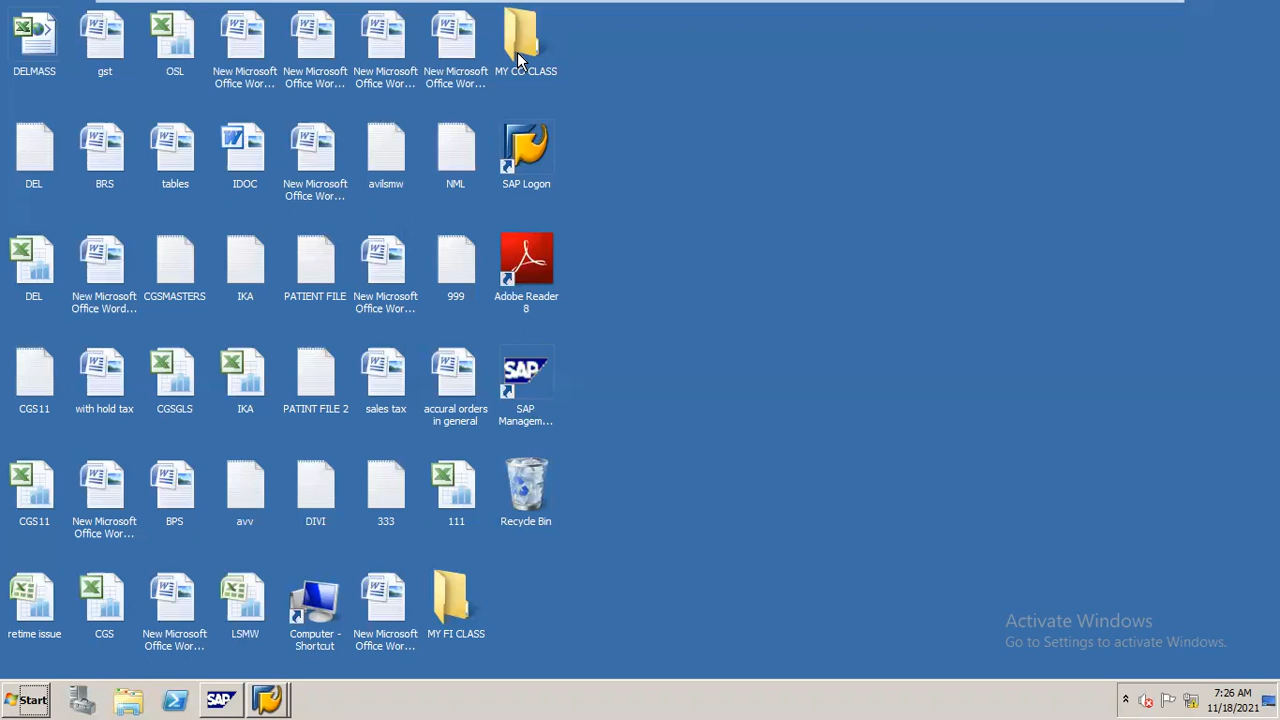 DELMASS
gst
OSL
New Microsoft
Office Wor...
New Microsoft
Office Wor...
New Microsoft
Office Wor...
New Microsoft
Office Wor...
MY CO CLASS
DEL
BRS
tables
IDOC
New Microsoft
Office Wor...
avilsmw
NML
SAP Logon
DEL
New Microsoft
Office Word...
CGSMASTERS
IKA
PATIENT FILE
New Microsoft
Office Wor...
999
Adobe Reader
8
CGS11
with hold tax
CGSGLS
IKA
PATINT FILE 2
sales tax
accural orders
in general
SAP
SAP
Managem...
CGS11
New Microsoft
Office Wor...
BPS
avv
DIVI
333
111
Recycle Bin
retime issue
CGS
New Microsoft
Office Wor...
LSMW
Computer -
Shortcut
New Microsoft
Office Wor...
MY FI CLASS
Activate Windows
Go to Settings to activate Windows.
Start
SAP
7:26 AM
11/18/2021